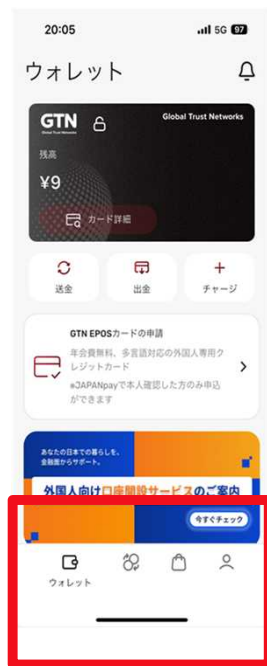 20:05
5G 97
ウォレット
GTN
Global Trust Networks
残高
¥9
カード詳細
送金
出金
チャージ
GTN EPOSカードの申請
年会費無料、多言語対応の外国人専用ク
レジットカード
※JAPANpayで本人確認した方のみ申込
ができます
あなたの日本での暮らしを、
金融面からサポート。
外国人向け口座開設サービスのご案内
今すぐチェック
ウォレット